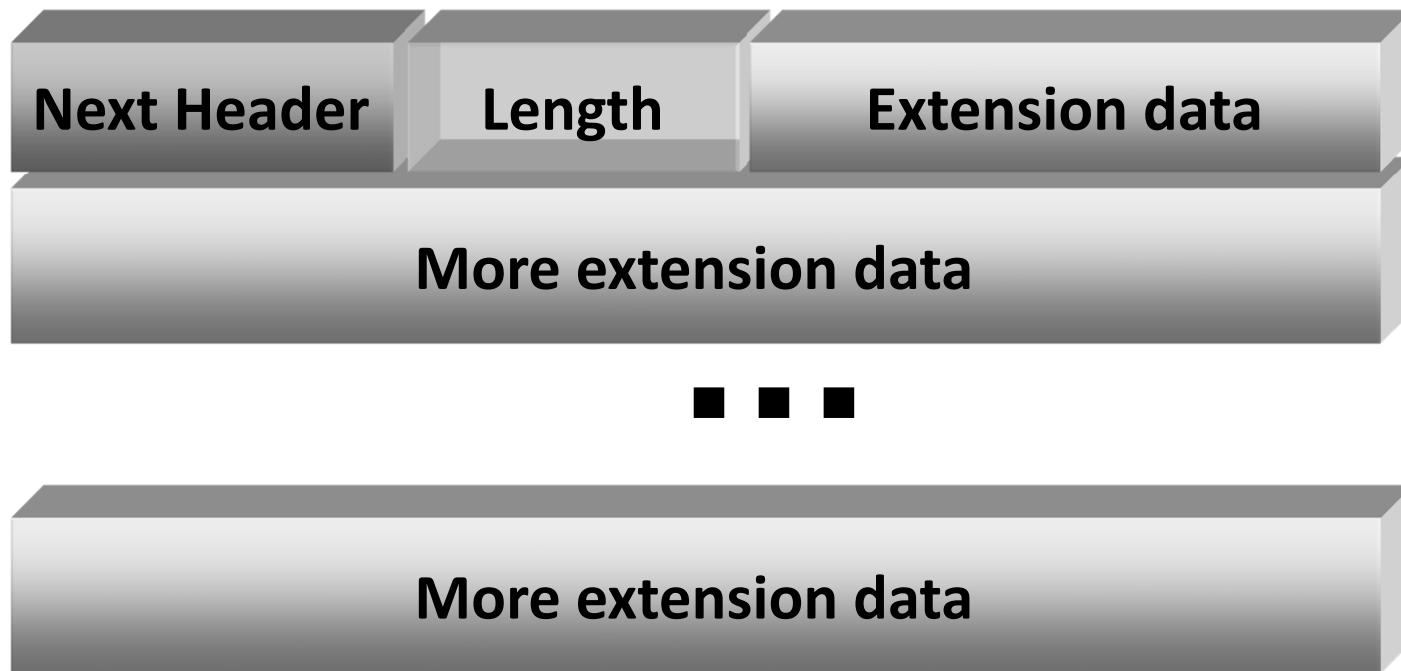 Next Header Length Extension data
More extension data
...
More extension data